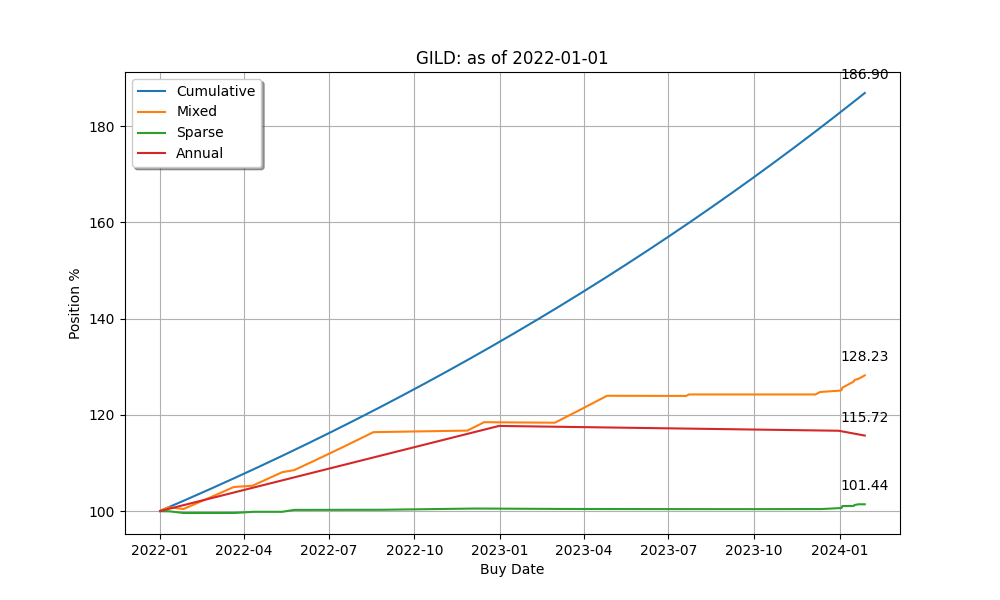 GILD: as of 2022-01-01
186.90
Cumulative
Mixed
Sparse
Annual
180
160
140
120
100
Position %
128.23
115.72
101.44
2022-01 2022-04 2022-07 2022-10 2023-01 2023-04 2023-07 2023-10 2024-01
Buy Date